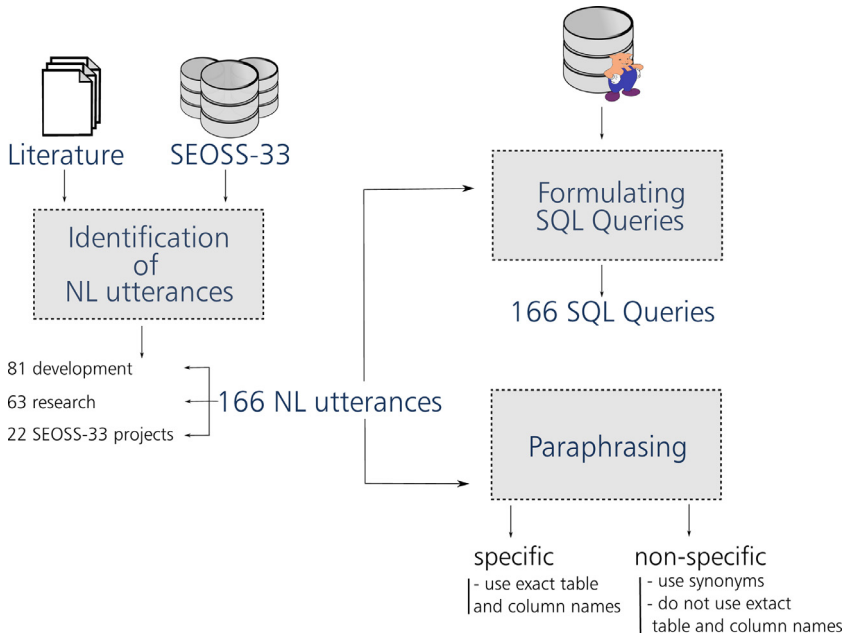 Literature
SEOSS-33
Identification
of
NL utterances
81 development
63 research
22 SEOSS-33 projects
166 NL utterances
Formulating
SQL Queries
166 SQL Queries
Paraphrasing
specific
- use exact table
and column names
non-specific
- use synonyms
- do not use extact
table and column names